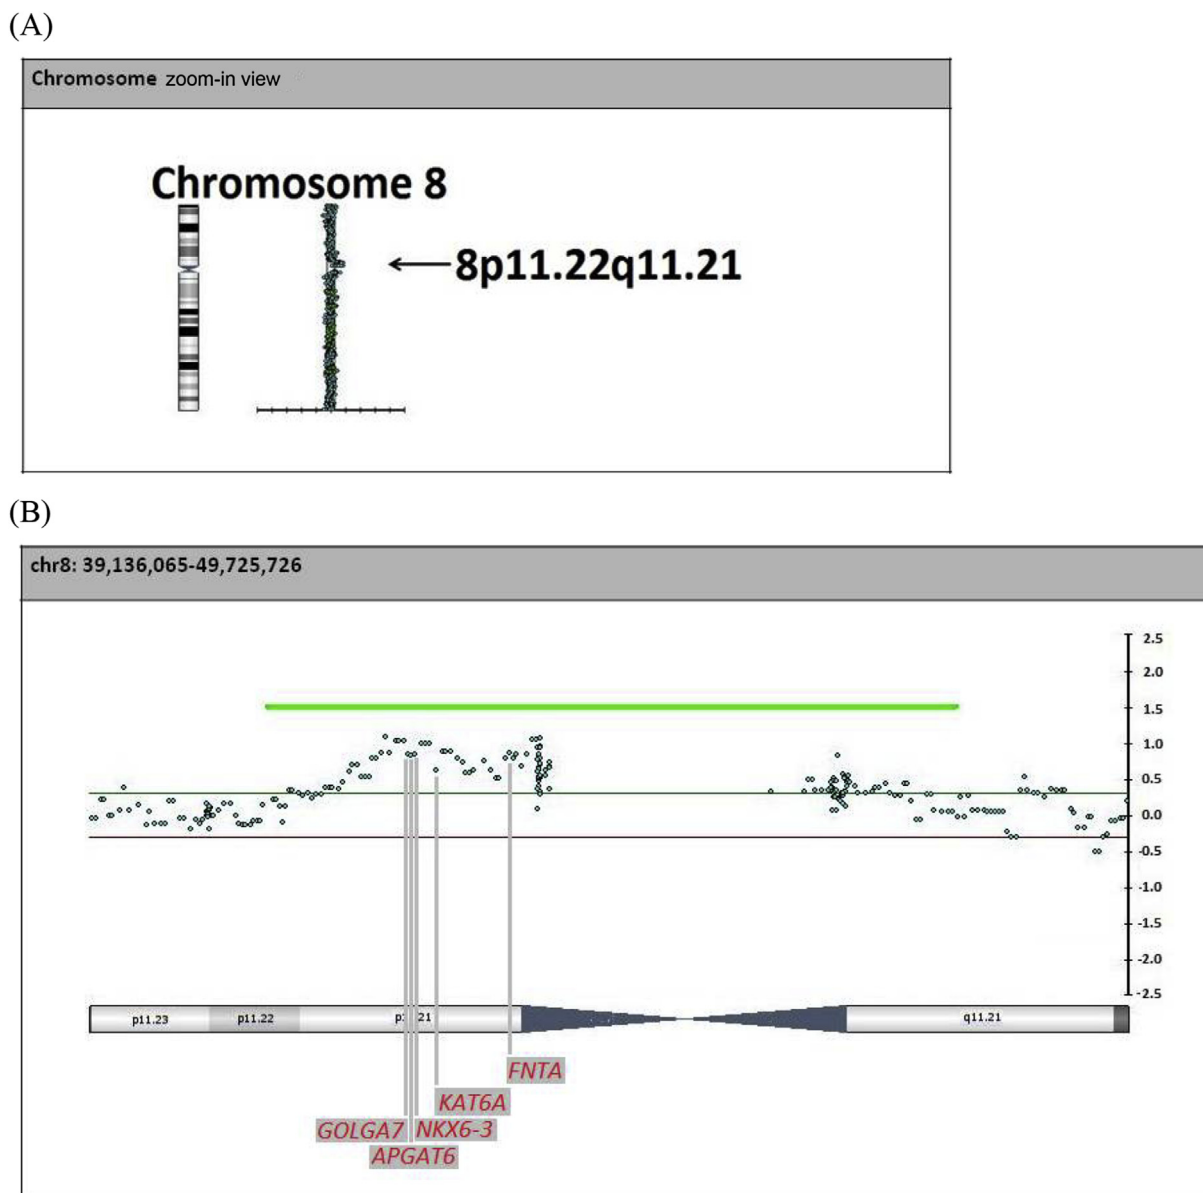 (A)
Chromosome zoom-in view
Chromosome 8
8p11.22q11.21
(B)
chr8: 39,136,065-49,725,726
2.5
2.0
1.5
1.0
0.5
0.0
-0.5
-1.0
-1.5
-2.0
-2.5
p11.23 p11.22 p11.21 q11.21
FNTA
KAT6A
GOLGA7 NKX6-3
APGAT6